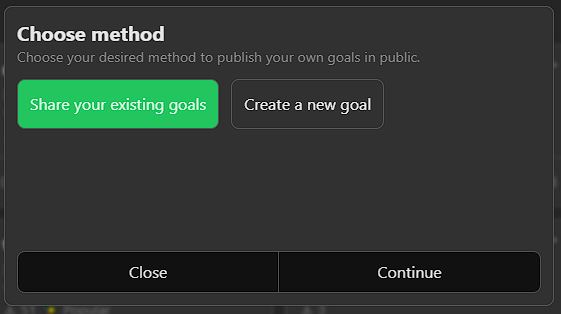 Choose method
Choose your desired method to publish your own goals in public.
Share your existing goals
Create a new goal
Close
Continue